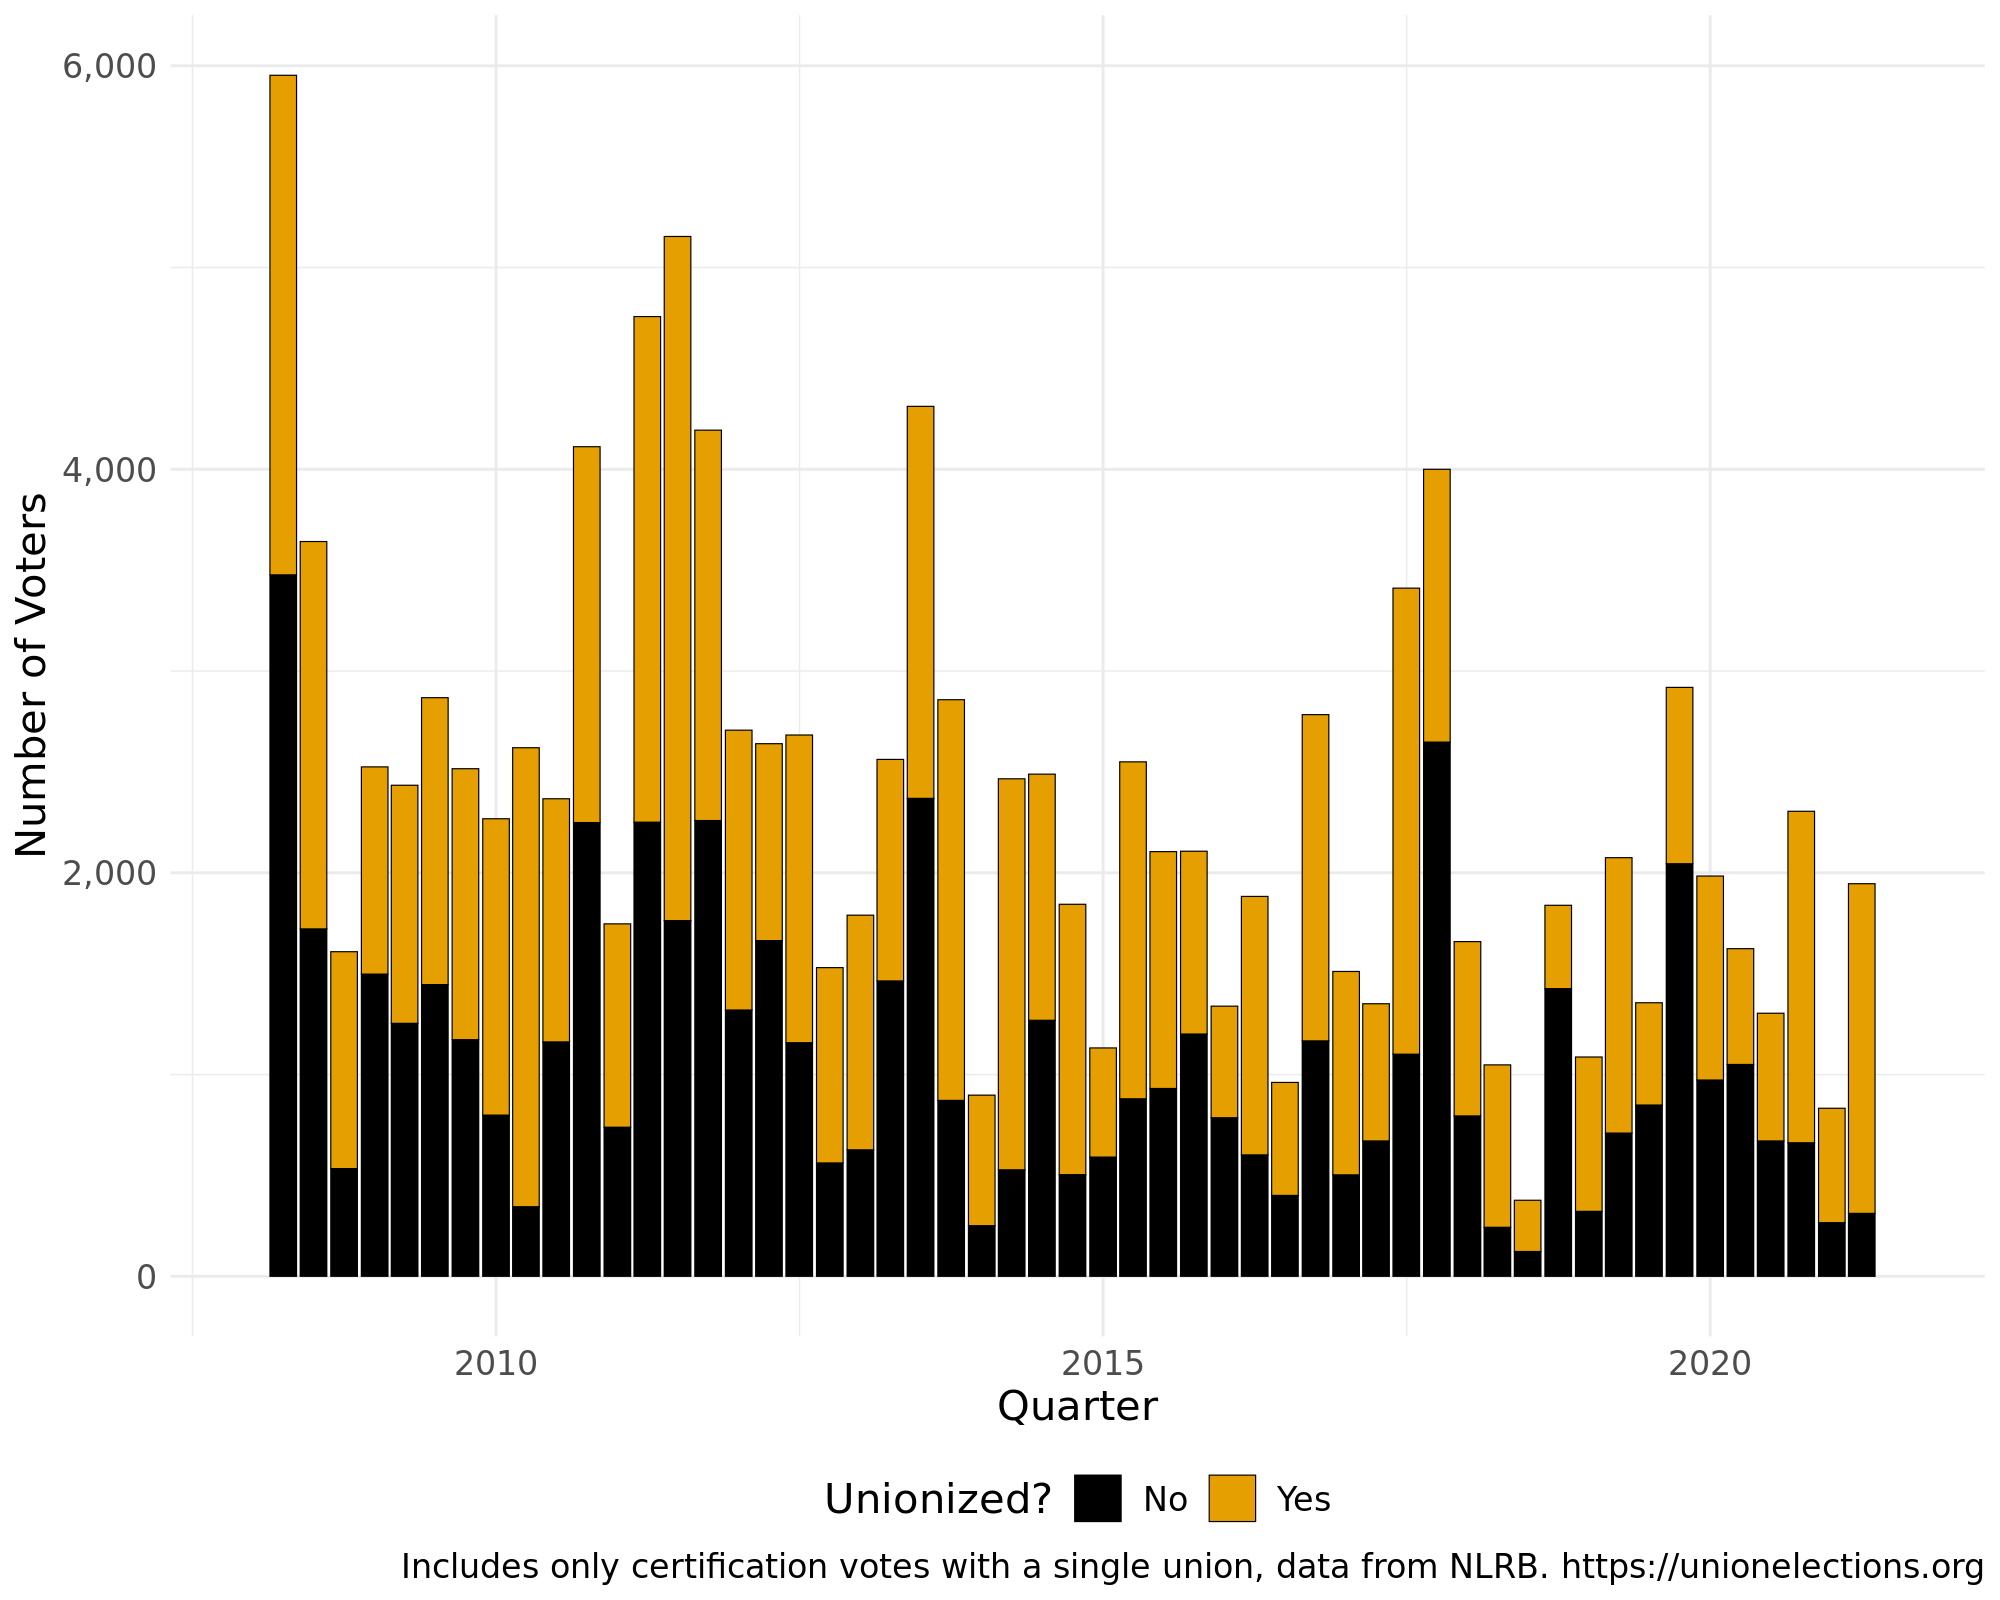 6,000
4,000
2,000
0
Number of Voters
2010 2015 2020
Quarter
Unionized? No Yes
Includes only certification votes with a single union, data from NLRB. https://unionelections.org